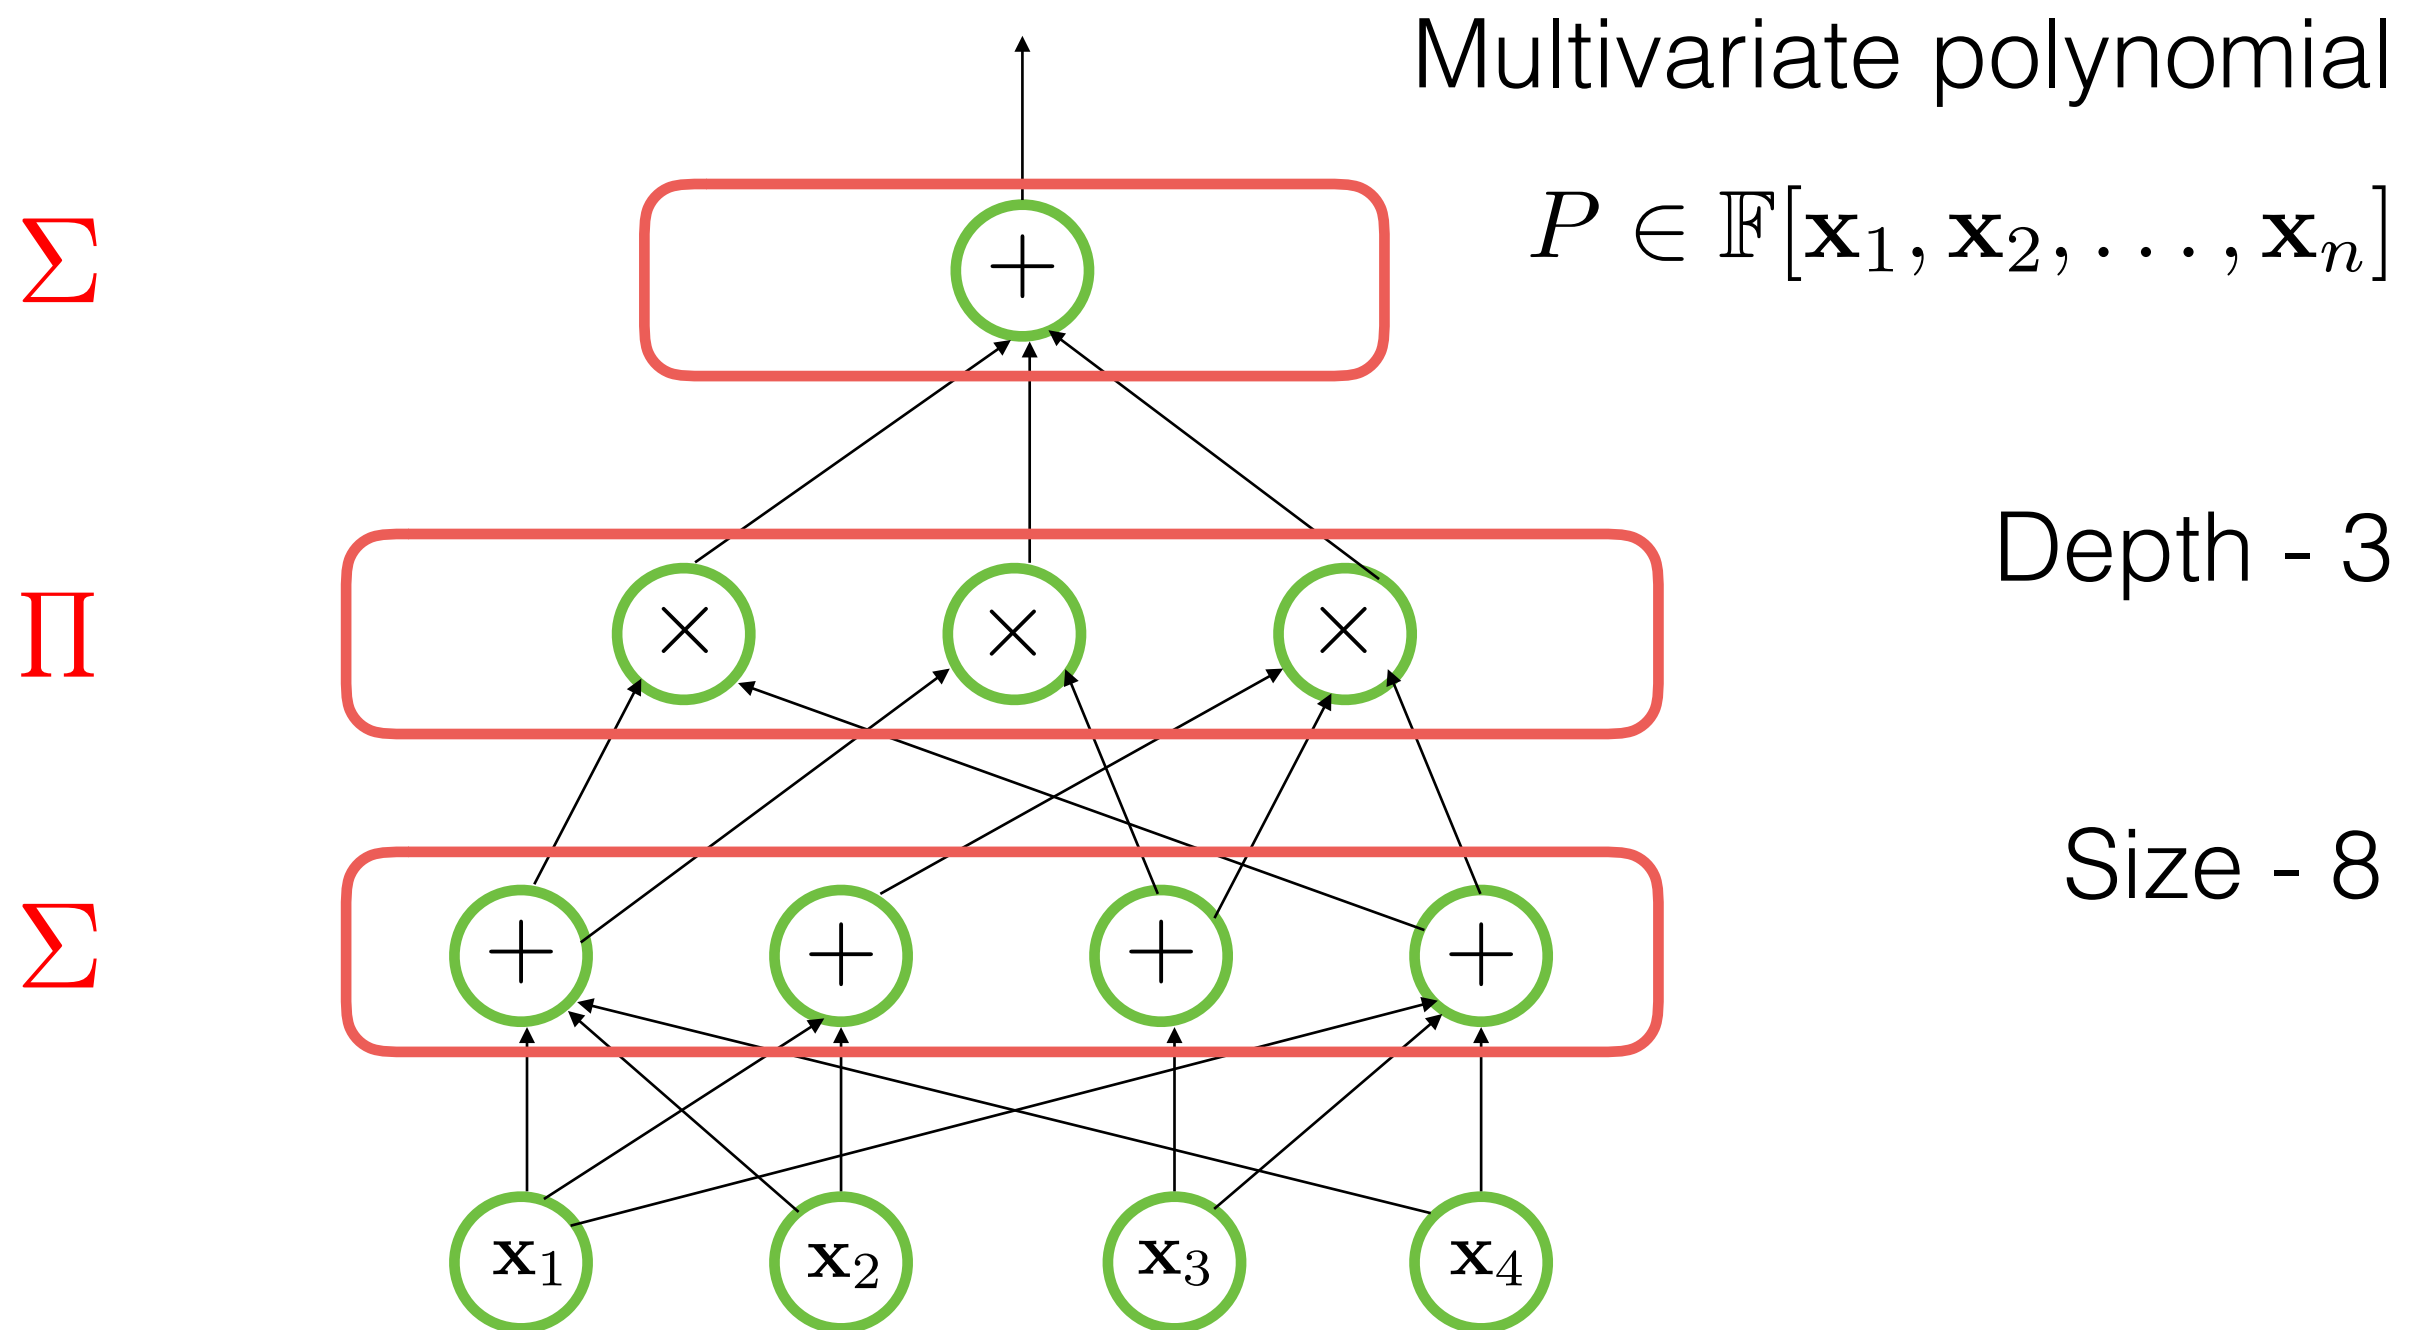 Multivariate polynomial
Σ
+
P ∈ 𝔽[x₁, x₂, . . . , xₙ]
Depth - 3
Π
× × ×
Size - 8
Σ
+ + + +
x₁ x₂ x₃ x₄